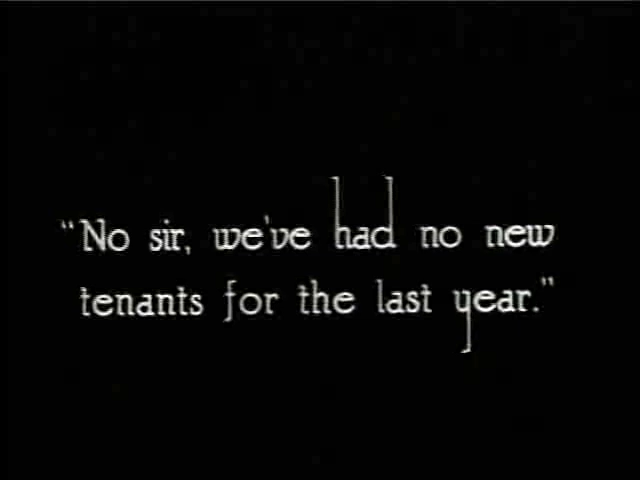 “No sir, we've had no new
tenants for the last year.”